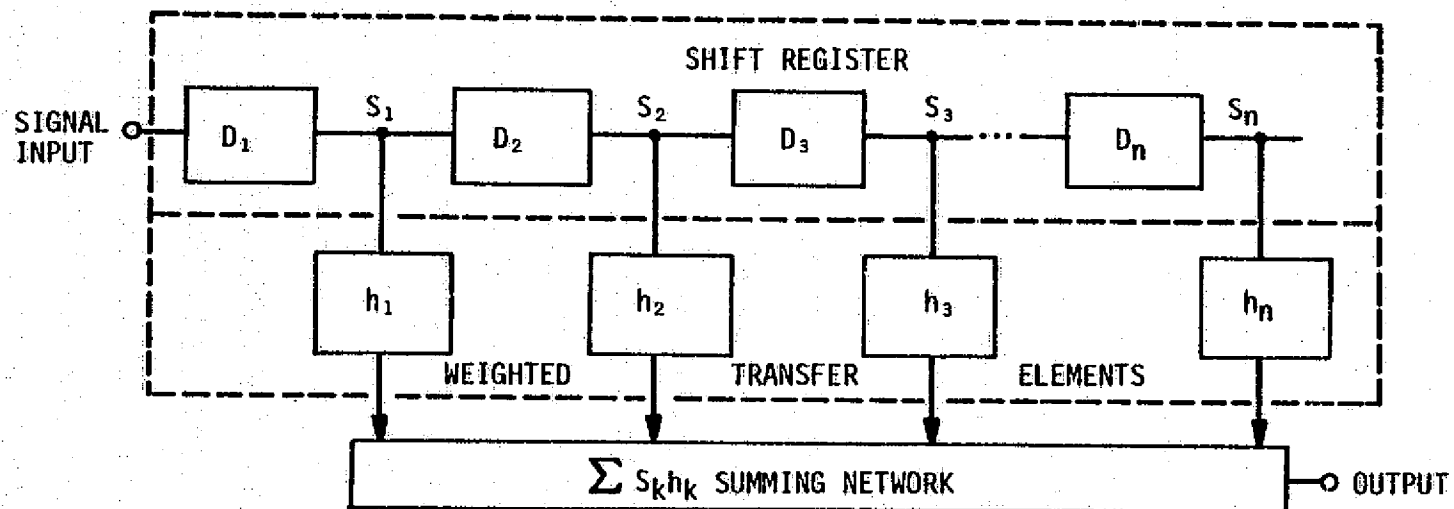 SHIFT REGISTER
SIGNAL INPUT
D₁
S₁
D₂
S₂
D₃
S₃
...
Dₙ
Sₙ
h₁
h₂
h₃
hₙ
WEIGHTED TRANSFER ELEMENTS
∑ Sₖhₖ SUMMING NETWORK
OUTPUT